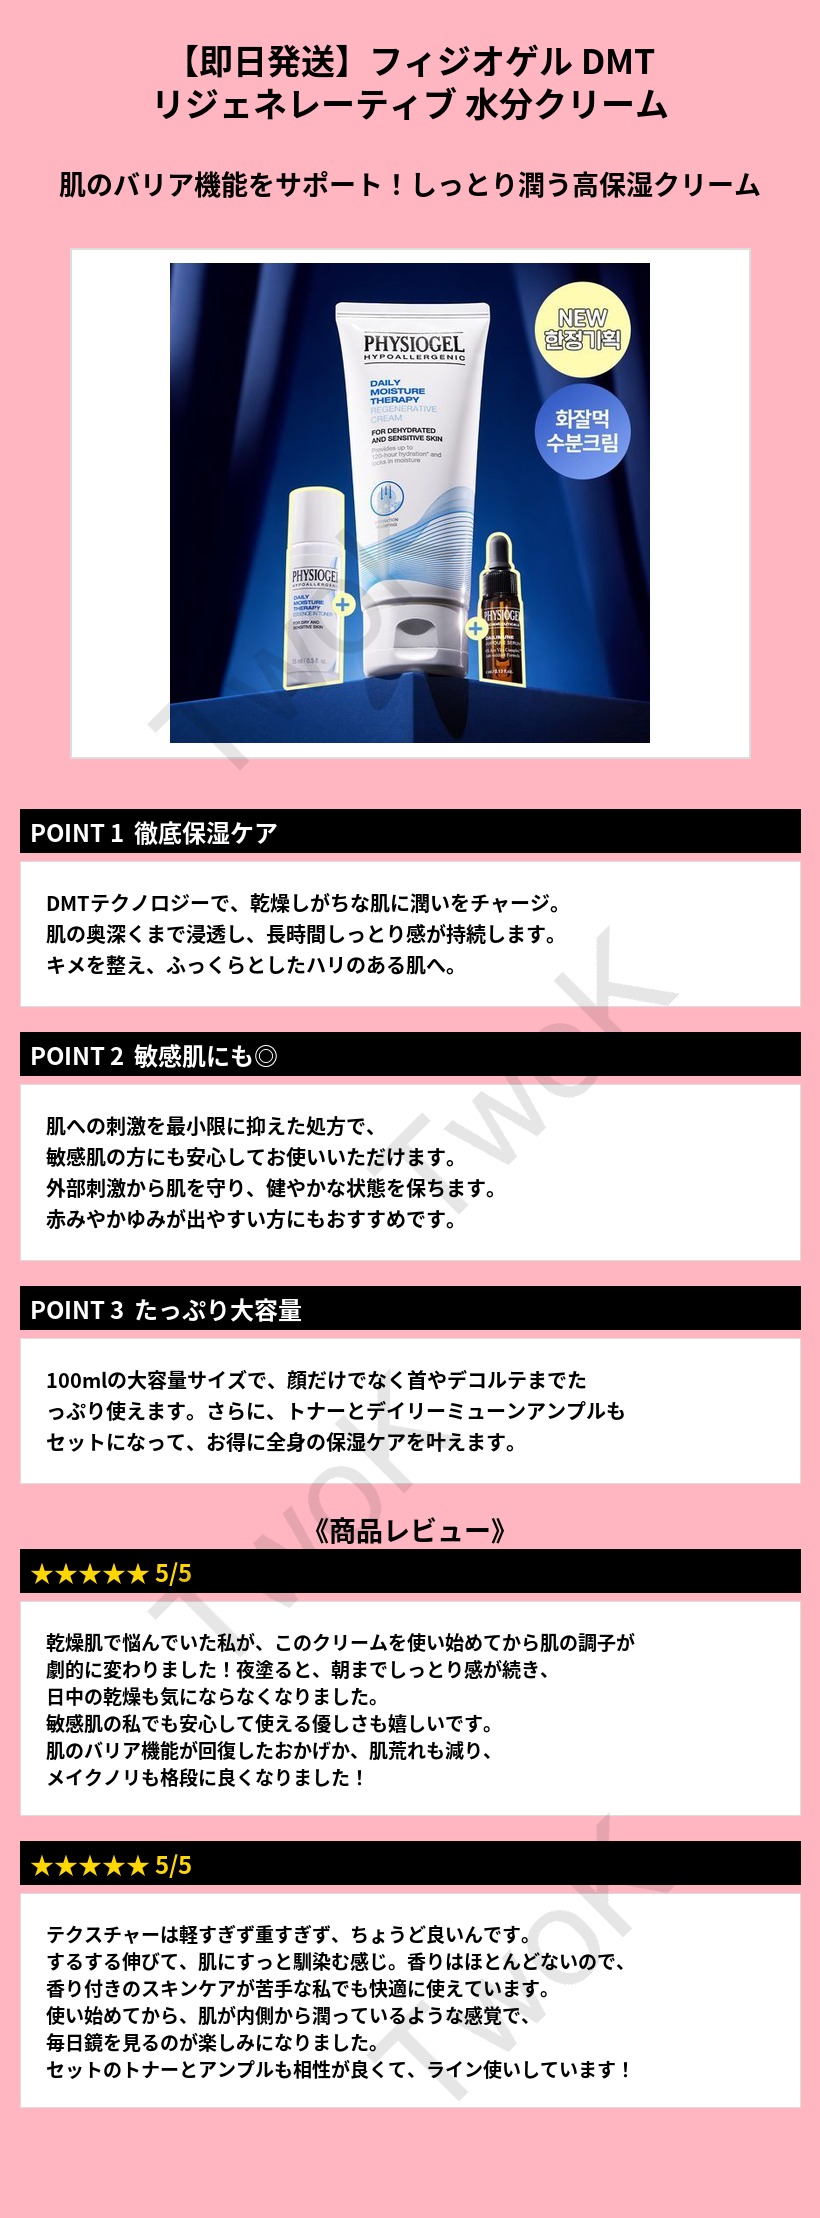 【即日発送】フィジオゲル DMT
リジェネレーティブ 水分クリーム
肌のバリア機能をサポート！しっとり潤う高保湿クリーム
NEW
한정기획
화잘먹
수분크림
PHYSIOGEL
HYPOALLERGENIC
DAILY
MOISTURE
THERAPY
REGENERATIVE
CREAM
FOR DEHYDRATED
AND SENSITIVE SKIN
Provides up to
120-hour hydration* and
locks in moisture
PHYSIOGEL
HYPOALLERGENIC
DAILY
MOISTURE
THERAPY
ESSENCE IN TONER
FOR DRY AND
SENSITIVE SKIN
PHYSIOGEL
TwoK
POINT 1 徹底保湿ケア
DMTテクノロジーで、乾燥しがちな肌に潤いをチャージ。
肌の奥深くまで浸透し、長時間しっとり感が持続します。
キメを整え、ふっくらとしたハリのある肌へ。
TwoK
POINT 2 敏感肌にも◎
肌への刺激を最小限に抑えた処方で、
敏感肌の方にも安心してお使いいただけます。
外部刺激から肌を守り、健やかな状態を保ちます。
赤みやかゆみが出やすい方にもおすすめです。
POINT 3 たっぷり大容量
100mlの大容量サイズで、顔だけでなく首やデコルテまでた
っぷり使えます。さらに、トナーとデイリーミューンアンプルも
セットになって、お得に全身の保湿ケアを叶えます。
TwoK
《商品レビュー》
★★★★★ 5/5
乾燥肌で悩んでいた私が、このクリームを使い始めてから肌の調子が
劇的に変わりました！夜塗ると、朝までしっとり感が続き、
日中の乾燥も気にならなくなりました。
敏感肌の私でも安心して使える優しさも嬉しいです。
肌のバリア機能が回復したおかげか、肌荒れも減り、
メイクノリも格段に良くなりました！
★★★★★ 5/5
テクスチャーは軽すぎず重すぎず、ちょうど良いんです。
するする伸びて、肌にすっと馴染む感じ。香りはほとんどないので、
香り付きのスキンケアが苦手な私でも快適に使えています。
使い始めてから、肌が内側から潤っているような感覚で、
毎日鏡を見るのが楽しみになりました。
セットのトナーとアンプルも相性が良くて、ライン使いしています！
TwoK